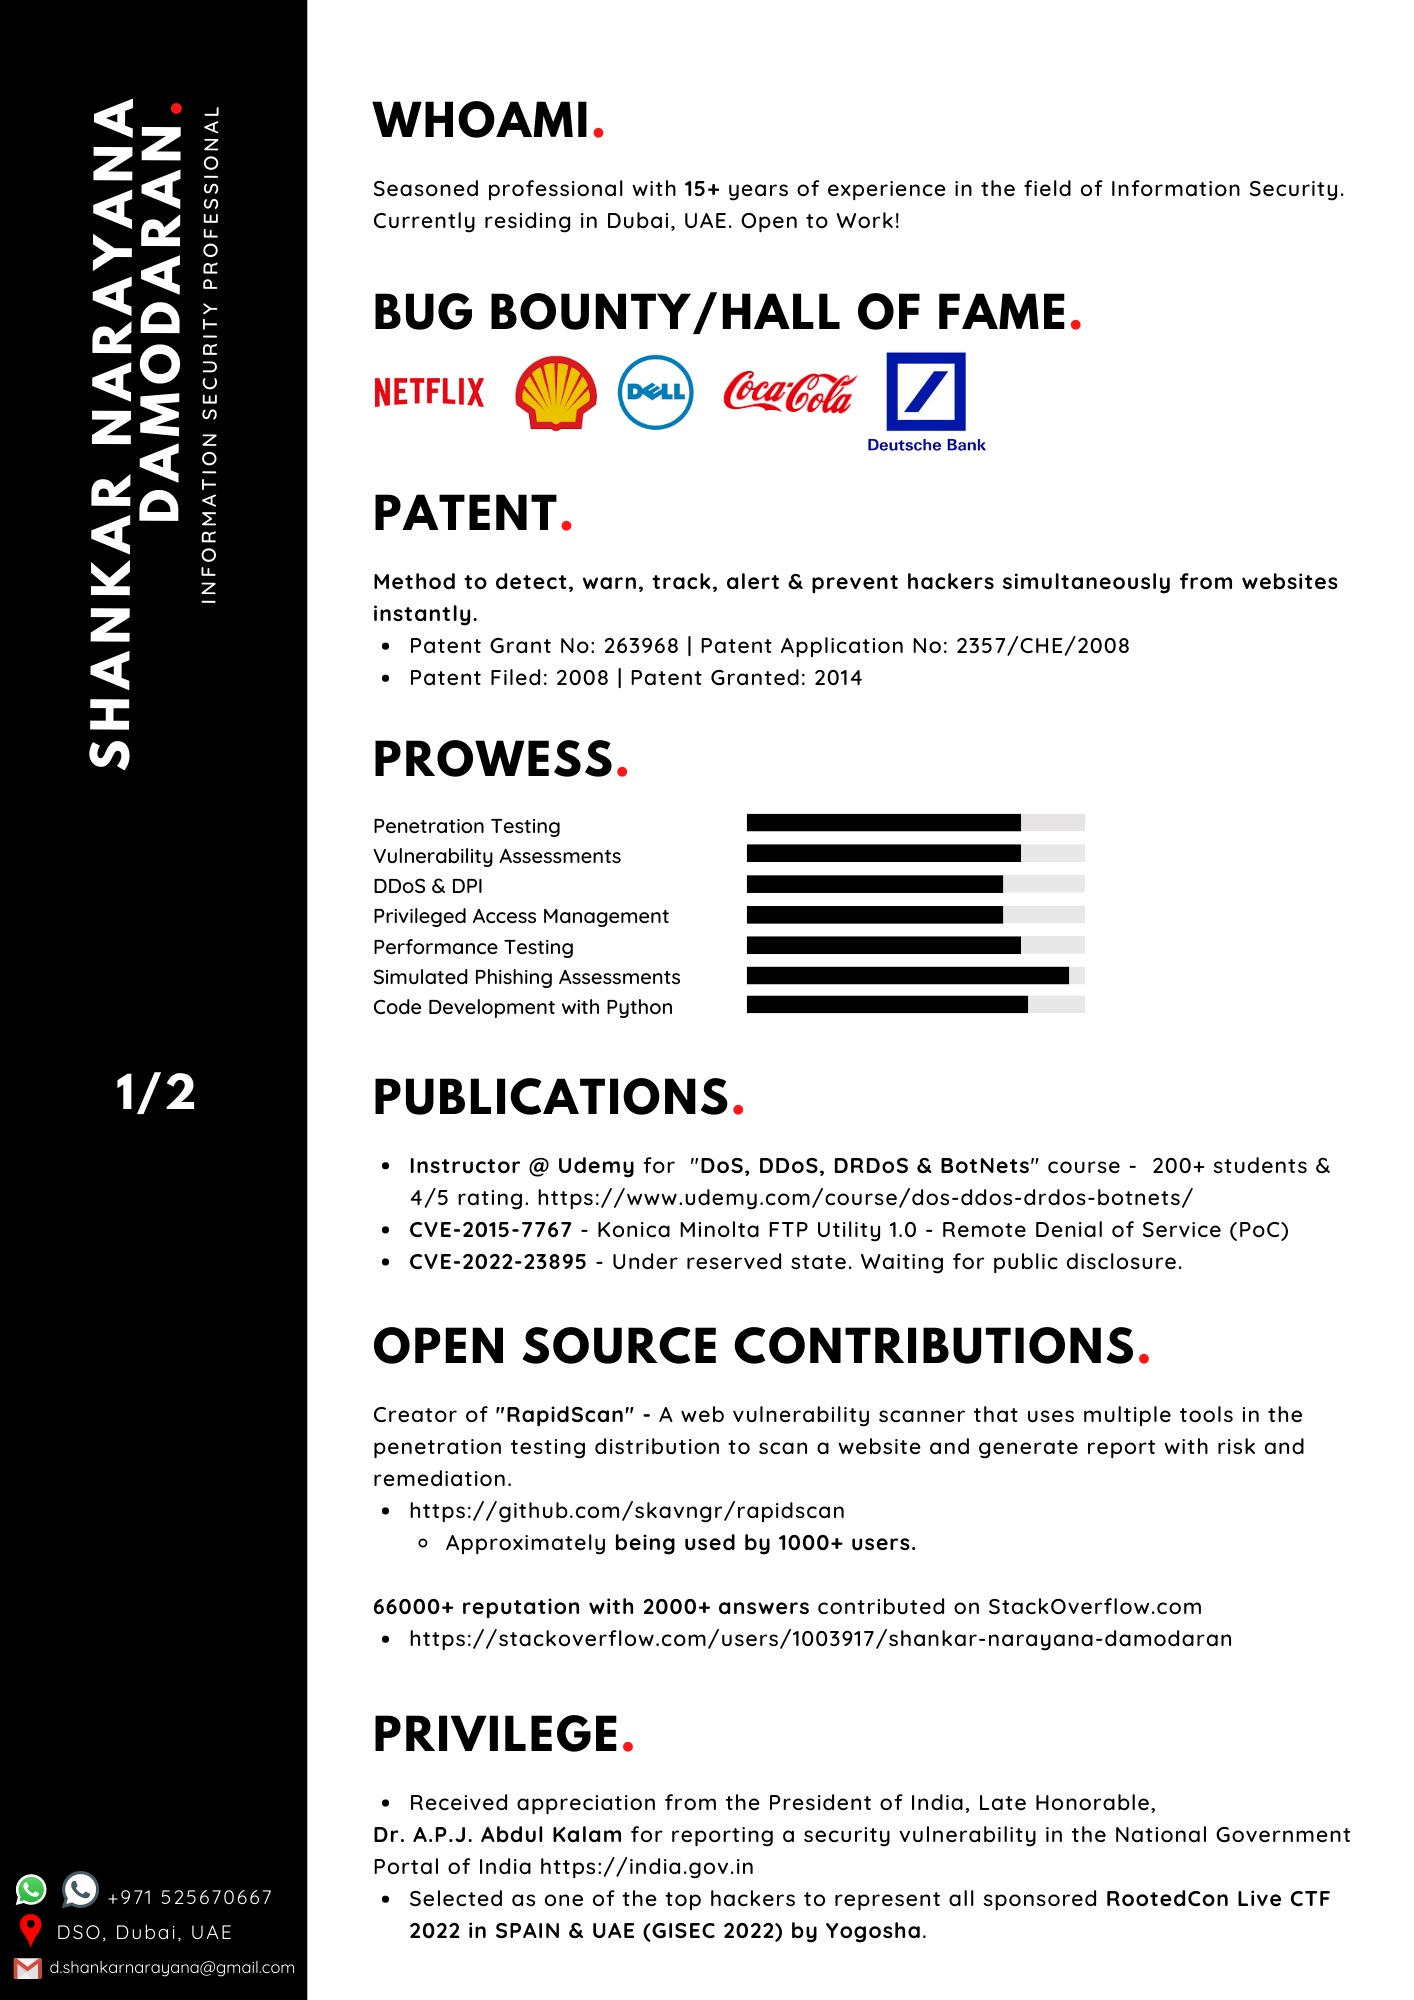 SHANKAR NARAYANA
DAMODARAN.
INFORMATION SECURITY PROFESSIONAL
1/2
+971 525670667
DSO, Dubai, UAE
d.shankarnarayana@gmail.com
WHOAMI.
Seasoned professional with 15+ years of experience in the field of Information Security.
Currently residing in Dubai, UAE. Open to Work!
BUG BOUNTY/HALL OF FAME.
NETFLIX
DELL
Coca-Cola
Deutsche Bank
PATENT.
Method to detect, warn, track, alert & prevent hackers simultaneously from websites
instantly.
• Patent Grant No: 263968 | Patent Application No: 2357/CHE/2008
• Patent Filed: 2008 | Patent Granted: 2014
PROWESS.
Penetration Testing
Vulnerability Assessments
DDoS & DPI
Privileged Access Management
Performance Testing
Simulated Phishing Assessments
Code Development with Python
PUBLICATIONS.
• Instructor @ Udemy for "DoS, DDoS, DRDoS & BotNets" course - 200+ students &
4/5 rating. https://www.udemy.com/course/dos-ddos-drdos-botnets/
• CVE-2015-7767 - Konica Minolta FTP Utility 1.0 - Remote Denial of Service (PoC)
• CVE-2022-23895 - Under reserved state. Waiting for public disclosure.
OPEN SOURCE CONTRIBUTIONS.
Creator of "RapidScan" - A web vulnerability scanner that uses multiple tools in the
penetration testing distribution to scan a website and generate report with risk and
remediation.
• https://github.com/skavngr/rapidscan
◦ Approximately being used by 1000+ users.
66000+ reputation with 2000+ answers contributed on StackOverflow.com
• https://stackoverflow.com/users/1003917/shankar-narayana-damodaran
PRIVILEGE.
• Received appreciation from the President of India, Late Honorable,
Dr. A.P.J. Abdul Kalam for reporting a security vulnerability in the National Government
Portal of India https://india.gov.in
• Selected as one of the top hackers to represent all sponsored RootedCon Live CTF
2022 in SPAIN & UAE (GISEC 2022) by Yogosha.